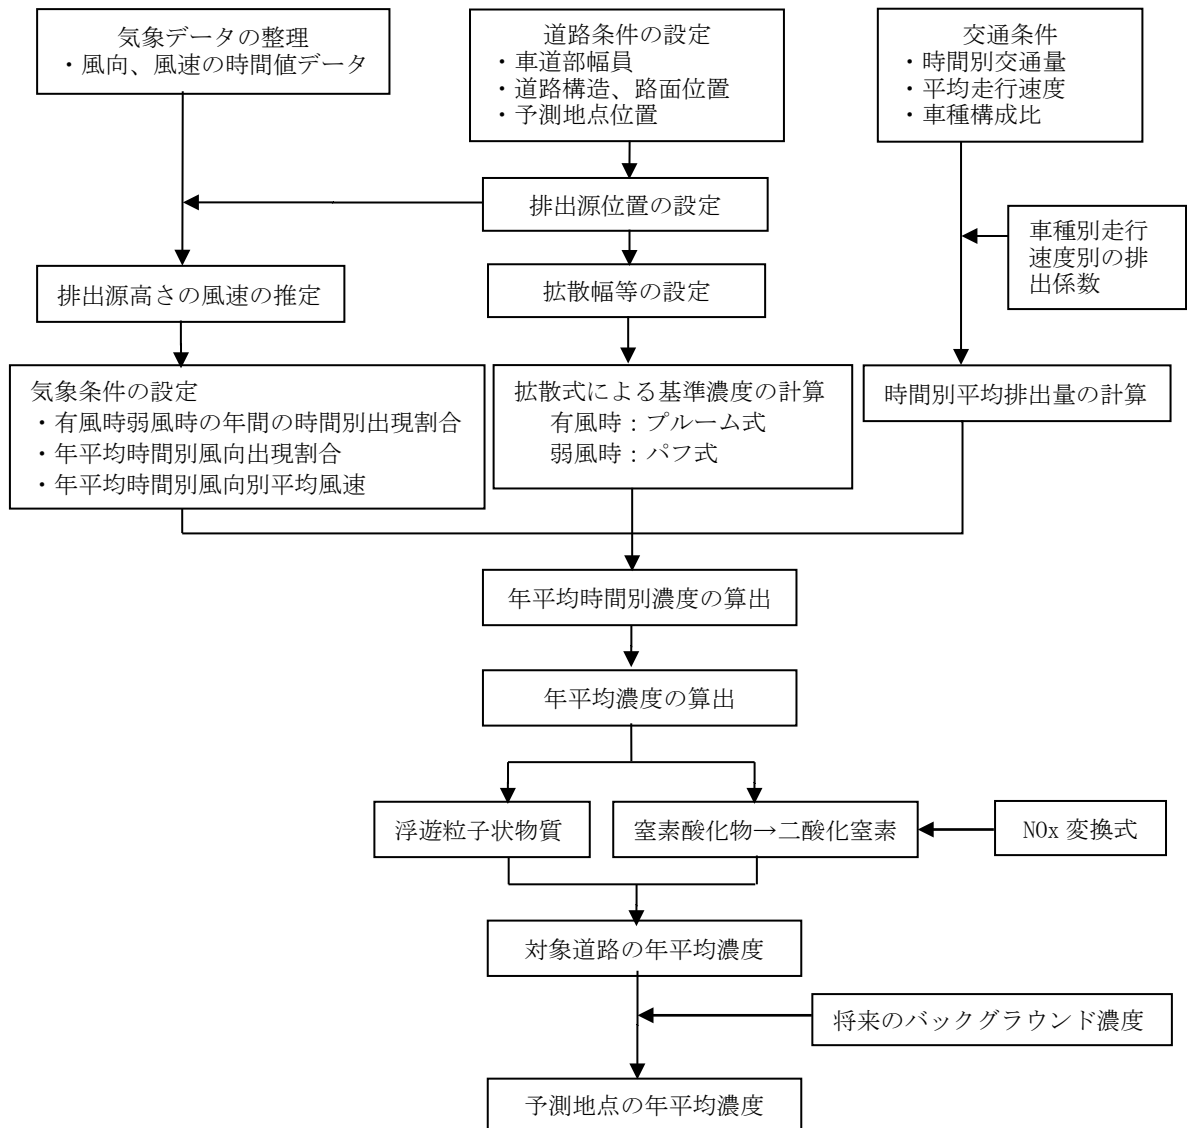 気象データの整理
・風向、風速の時間値データ
道路条件の設定
・車道部幅員
・道路構造、路面位置
・予測地点位置
交通条件
・時間別交通量
・平均走行速度
・車種構成比
排出源位置の設定
車種別走行
速度別の排
出係数
排出源高さの風速の推定
拡散幅等の設定
気象条件の設定
・有風時弱風時の年間の時間別出現割合
・年平均時間別風向出現割合
・年平均時間別風向別平均風速
拡散式による基準濃度の計算
有風時：プルーム式
弱風時：パフ式
時間別平均排出量の計算
年平均時間別濃度の算出
年平均濃度の算出
浮遊粒子状物質
窒素酸化物→二酸化窒素
NOx 変換式
対象道路の年平均濃度
将来のバックグラウンド濃度
予測地点の年平均濃度